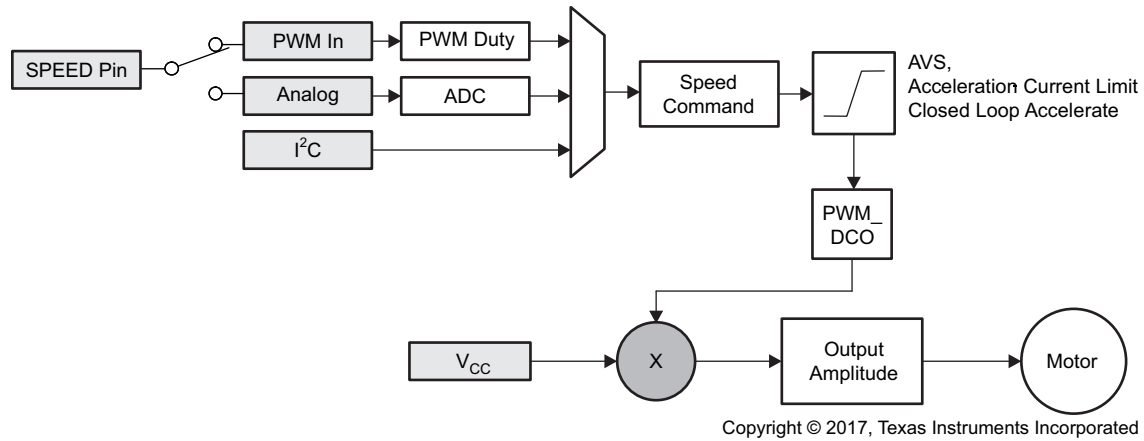 SPEED Pin
PWM In
PWM Duty
Analog
ADC
I²C
Speed
Command
AVS,
Acceleration Current Limit
Closed Loop Accelerate
PWM_
DCO
V_CC
X
Output
Amplitude
Motor
Copyright © 2017, Texas Instruments Incorporated